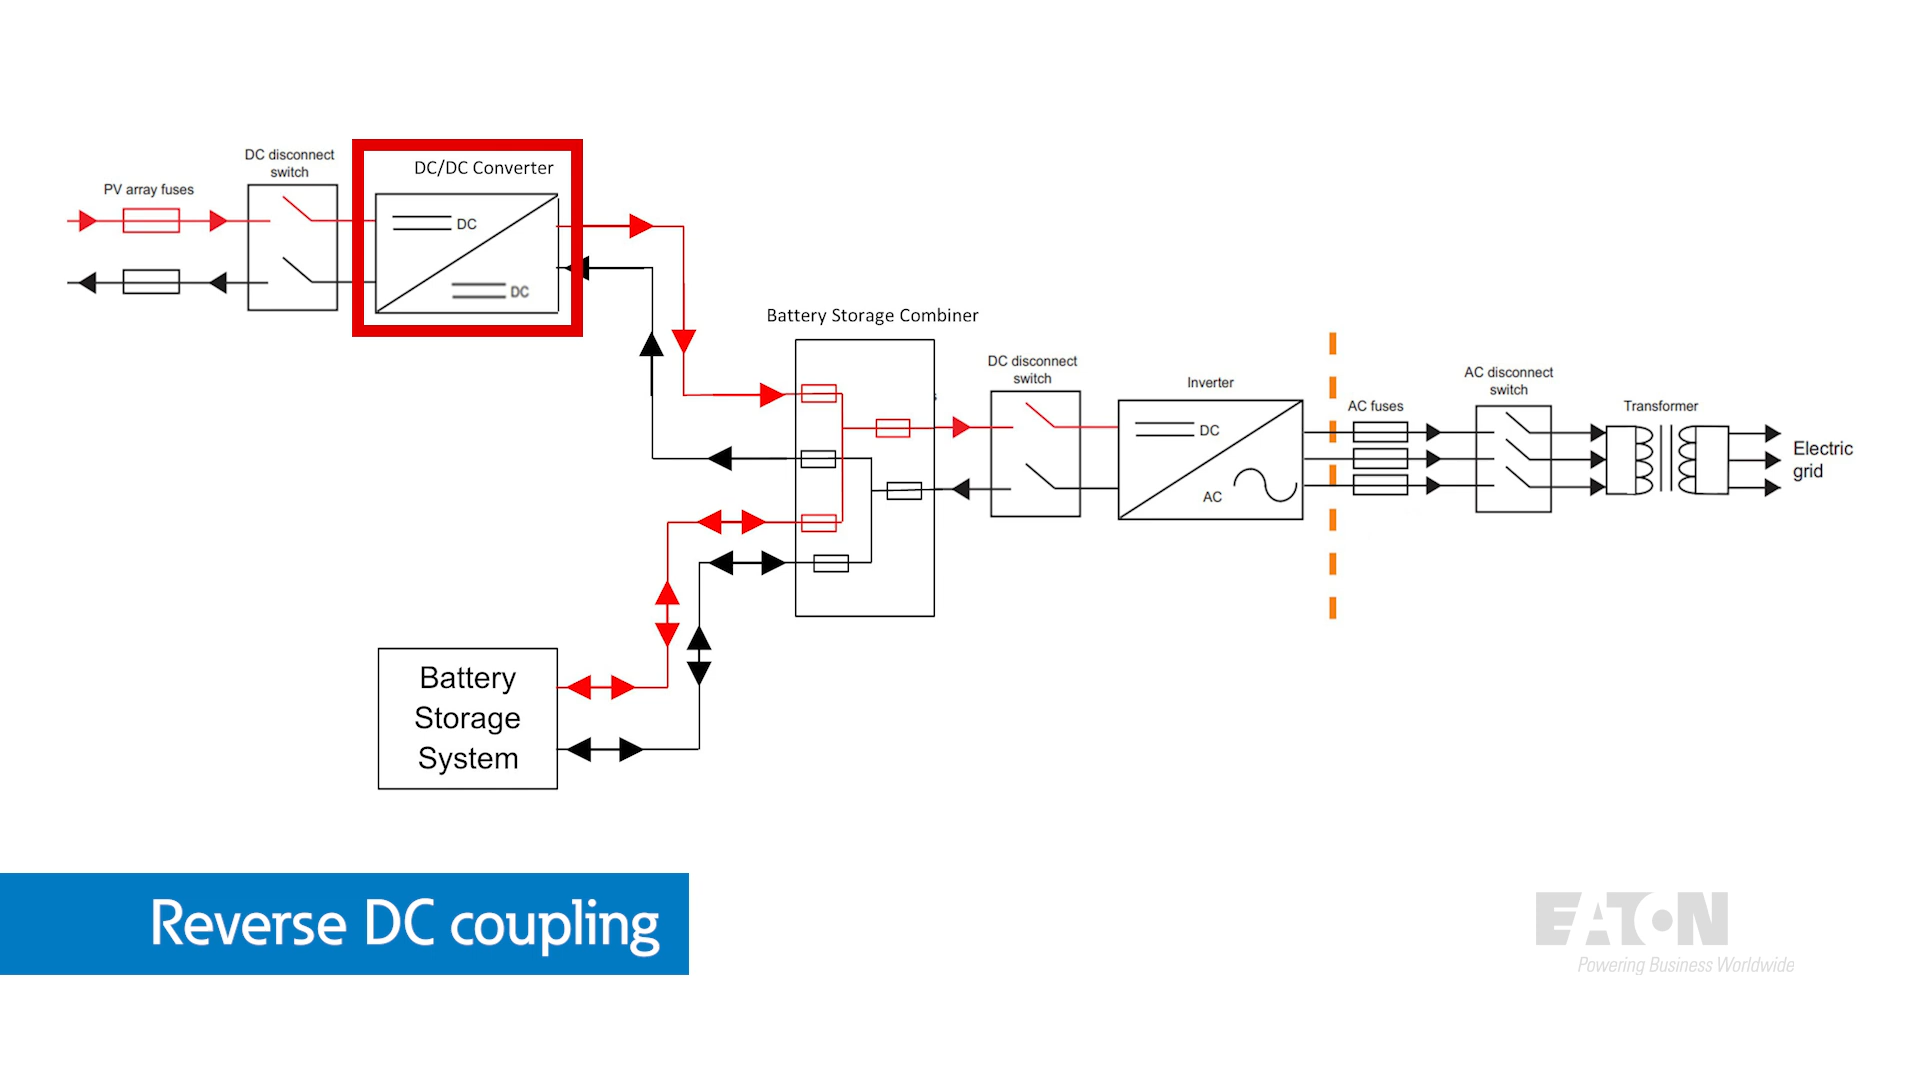 DC disconnect
switch
PV array fuses
DC/DC Converter
DC
DC
Battery Storage Combiner
DC disconnect
switch
Inverter
DC
AC
AC fuses
AC disconnect
switch
Transformer
Electric
grid
Battery
Storage
System
Reverse DC coupling
EATON
Powering Business Worldwide